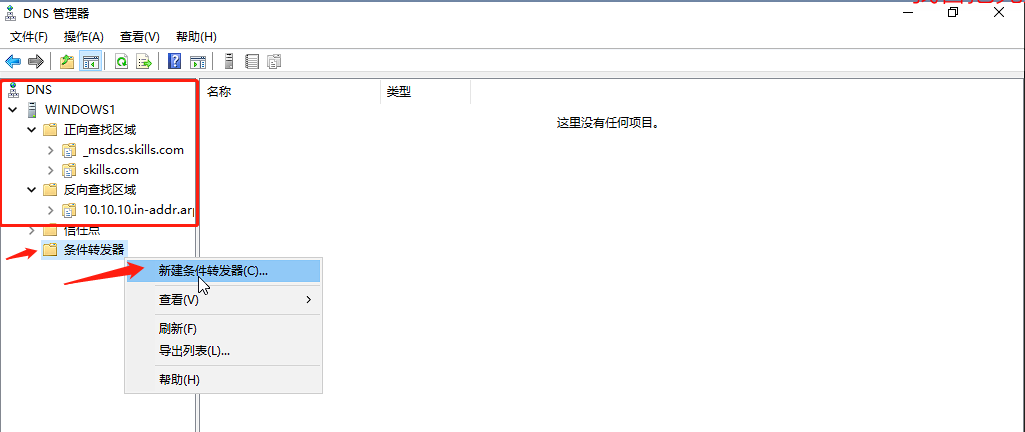 DNS 管理器
文件(F) 操作(A) 查看(V) 帮助(H)
DNS
WINDOWS1
正向查找区域
_msdcs.skills.com
skills.com
反向查找区域
10.10.10.in-addr.arp
信任点
条件转发器
名称 类型
这里没有任何项目。
新建条件转发器(C)...
查看(V)
刷新(F)
导出列表(L)...
帮助(H)